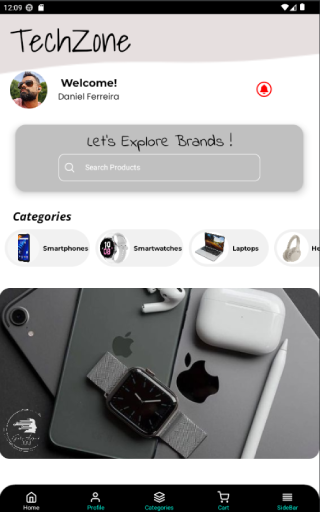 12:09
TechZone
Welcome!
Daniel Ferreira
Let's Explore Brands !
Search Products
Categories
Smartphones
Smartwatches
Laptops
He
Home
Profile
Categories
Cart
SideBar